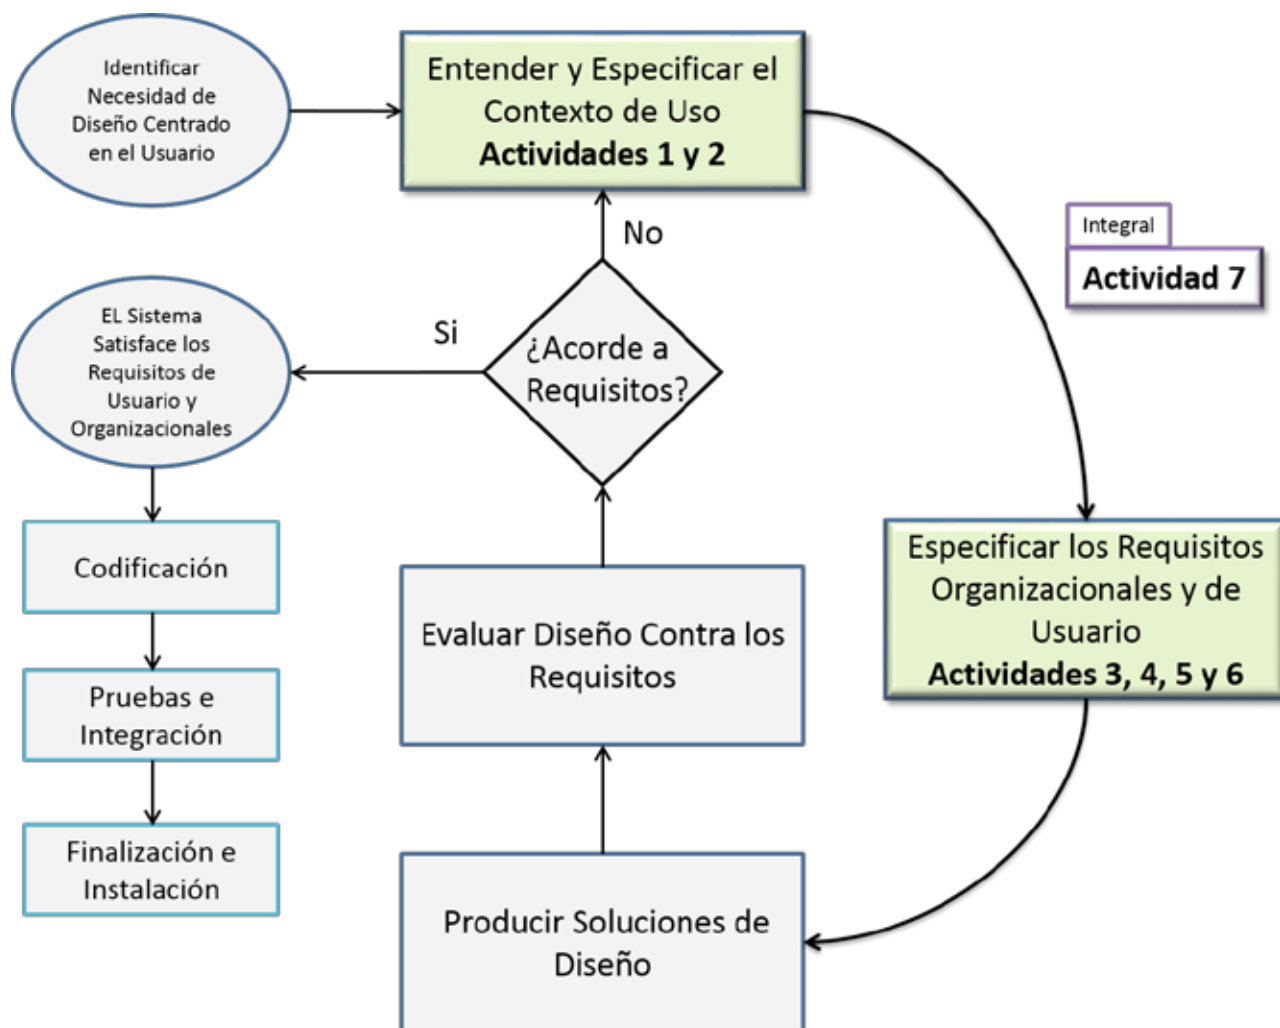 Identificar
Necesidad de
Diseño Centrado
en el Usuario
Entender y Especificar el
Contexto de Uso
Actividades 1 y 2
Integral
Actividad 7
No
Si
¿Acorde a
Requisitos?
EL Sistema
Satisface los
Requisitos de
Usuario y
Organizacionales
Codificación
Pruebas e
Integración
Finalización e
Instalación
Evaluar Diseño Contra los
Requisitos
Especificar los Requisitos
Organizacionales y de
Usuario
Actividades 3, 4, 5 y 6
Producir Soluciones de
Diseño